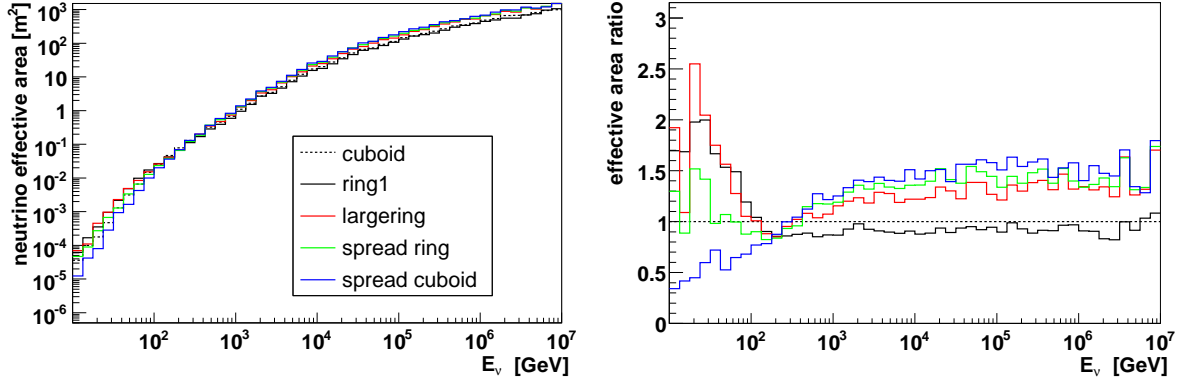 neutrino effective area [m²]
10³
10²
10
1
10⁻¹
10⁻²
10⁻³
10⁻⁴
10⁻⁵
10⁻⁶
cuboid
ring1
largering
spread ring
spread cuboid
10² 10³ 10⁴ 10⁵ 10⁶ 10⁷
E_ν [GeV]
effective area ratio
3
2.5
2
1.5
1
0.5
0
10² 10³ 10⁴ 10⁵ 10⁶ 10⁷
E_ν [GeV]